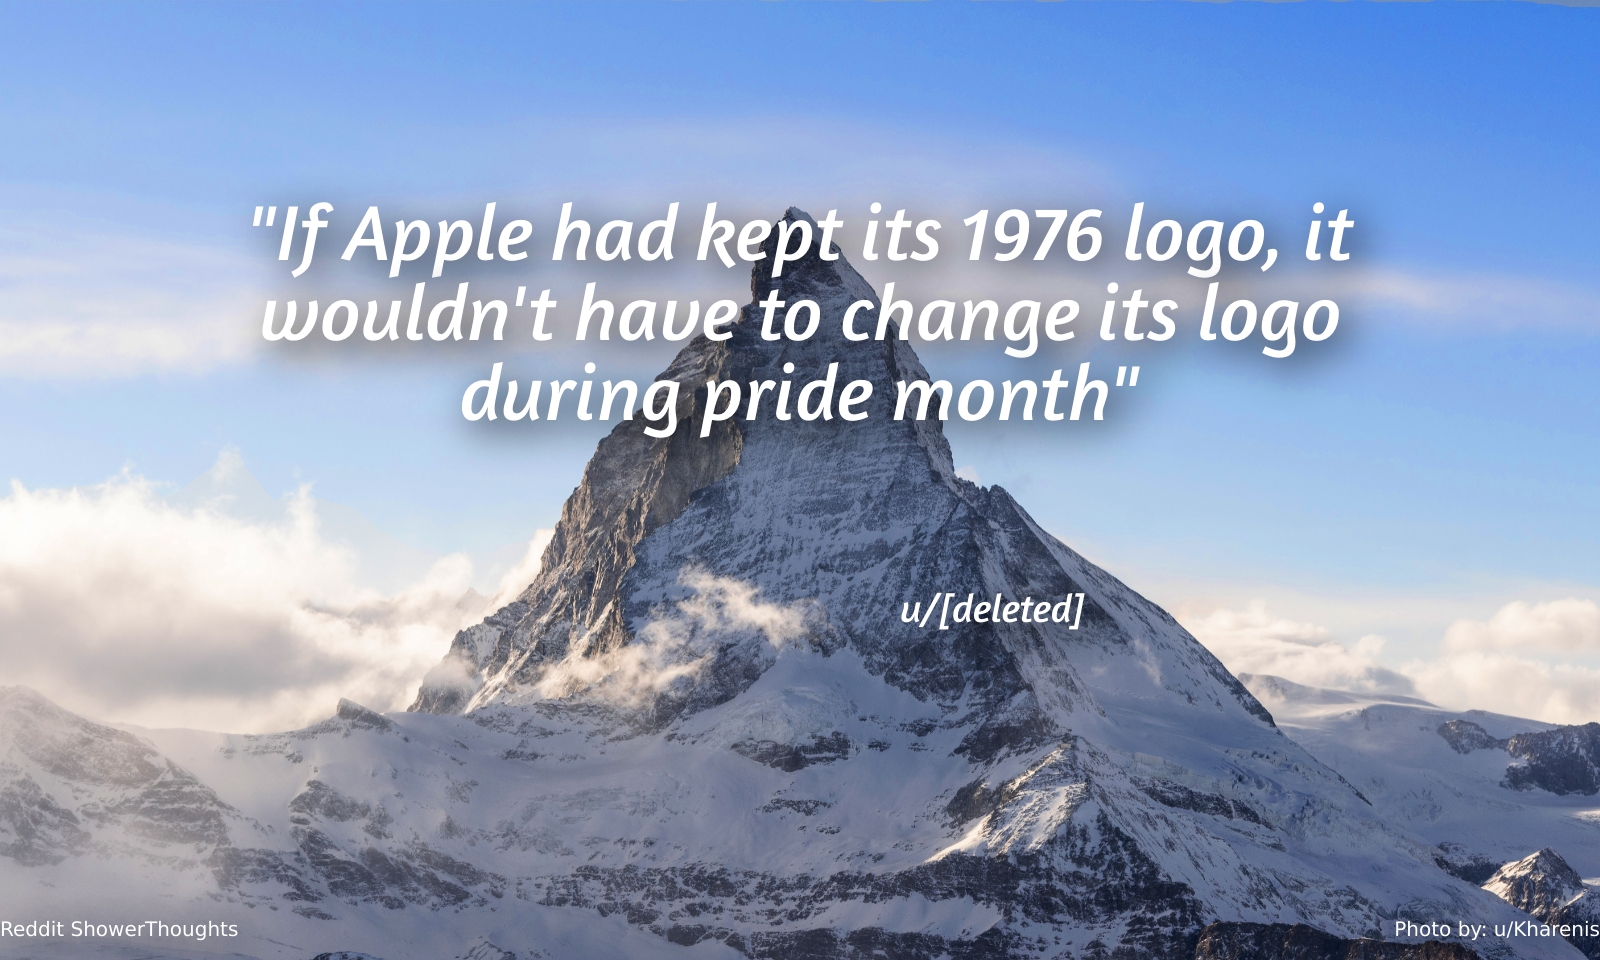 "If Apple had kept its 1976 logo, it
wouldn't have to change its logo
during pride month"
u/[deleted]
Reddit ShowerThoughts
Photo by: u/Kharenis